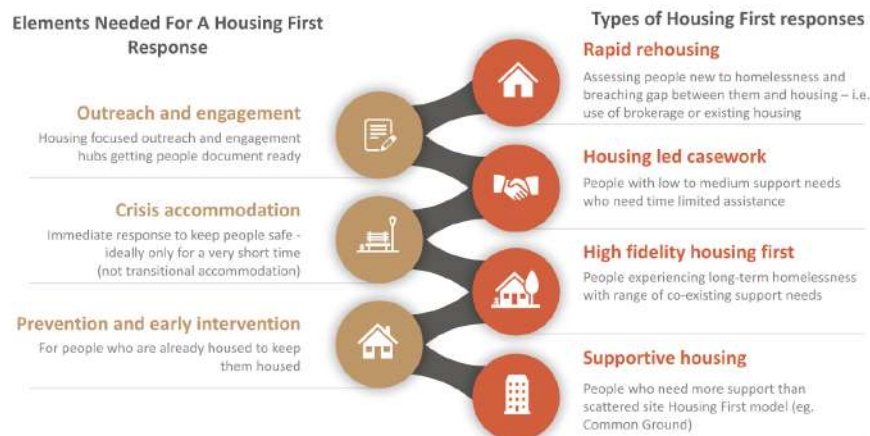 Elements Needed For A Housing First
Response
Outreach and engagement
Housing focused outreach and engagement
hubs getting people document ready
Crisis accommodation
Immediate response to keep people safe -
ideally only for a very short time
(not transitional accommodation)
Prevention and early intervention
For people who are already housed to keep
them housed
Types of Housing First responses
Rapid rehousing
Assessing people new to homelessness and
breaching gap between them and housing – i.e.
use of brokerage or existing housing
Housing led casework
People with low to medium support needs
who need time limited assistance
High fidelity housing first
People experiencing long-term homelessness
with range of co-existing support needs
Supportive housing
People who need more support than
scattered site Housing First model (eg.
Common Ground)